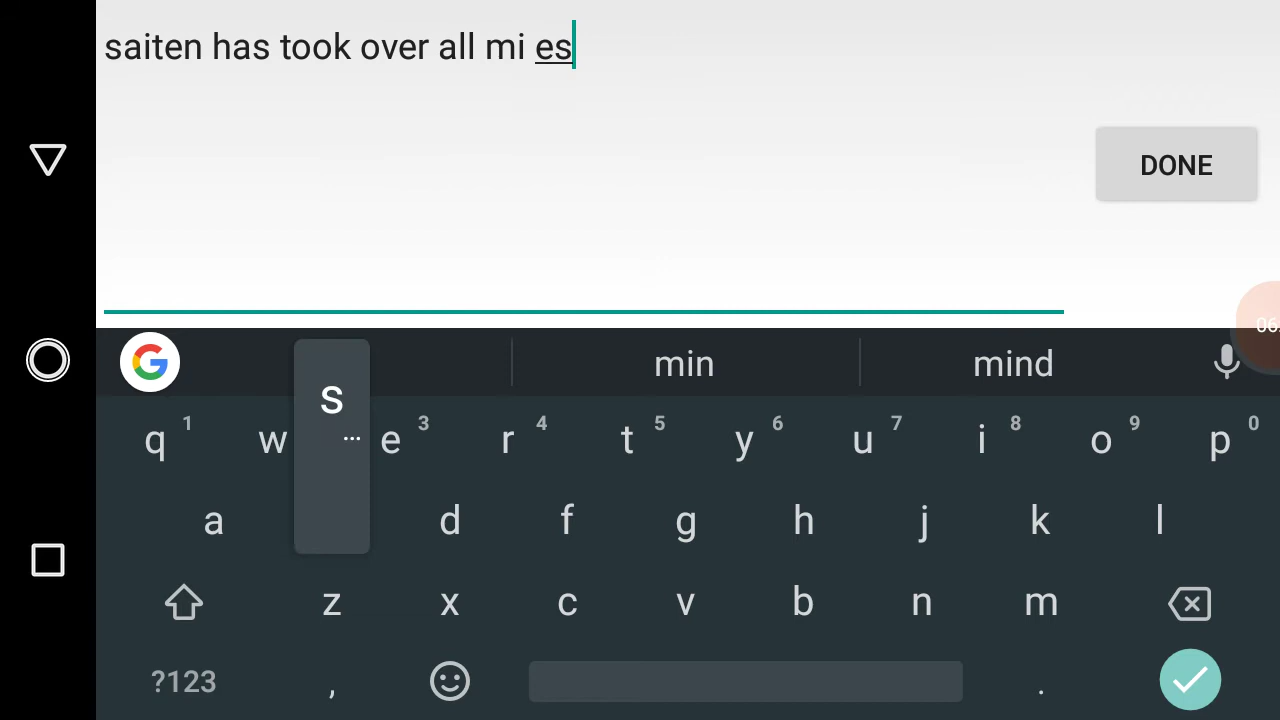 saiten has took over all mi es
DONE
06
min mind
s
...
q 1 w e 3 r 4 t 5 y 6 u 7 i 8 o 9 p 0
a d f g h j k l
z x c v b n m
?123 , .